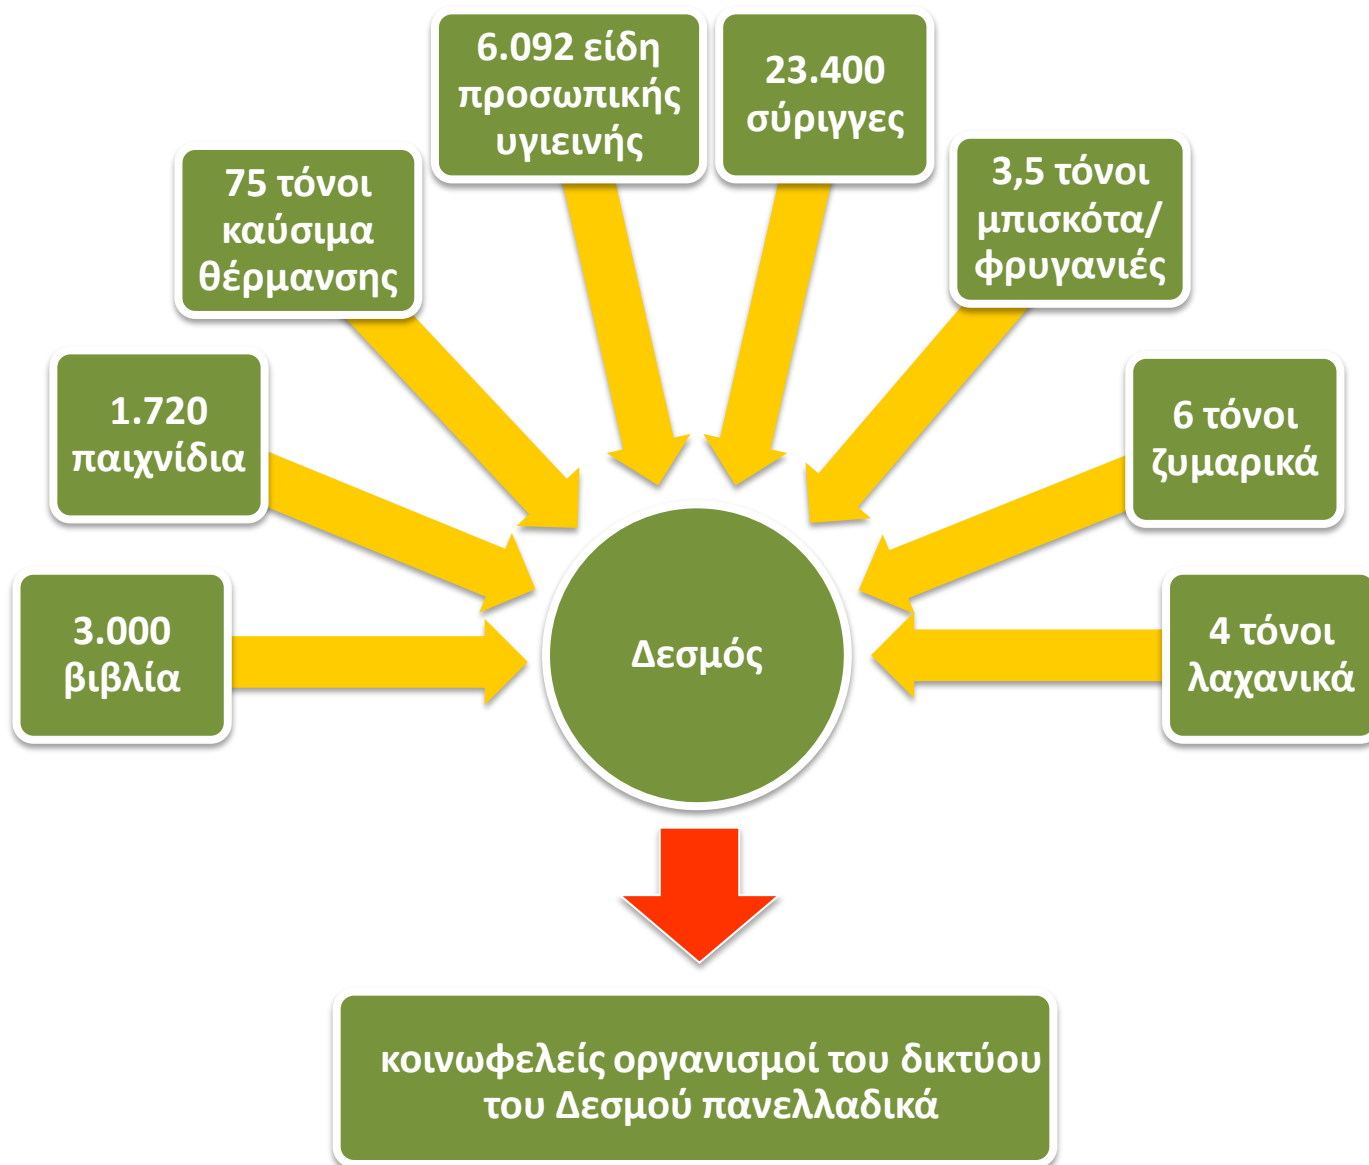 6.092 είδη
προσωπικής
υγιεινής
23.400
σύριγγες
75 τόνοι
καύσιμα
θέρμανσης
3,5 τόνοι
μπισκότα/
φρυγανιές
1.720
παιχνίδια
6 τόνοι
ζυμαρικά
3.000
βιβλία
Δεσμός
4 τόνοι
λαχανικά
κοινωφελείς οργανισμοί του δικτύου
του Δεσμού πανελλαδικά